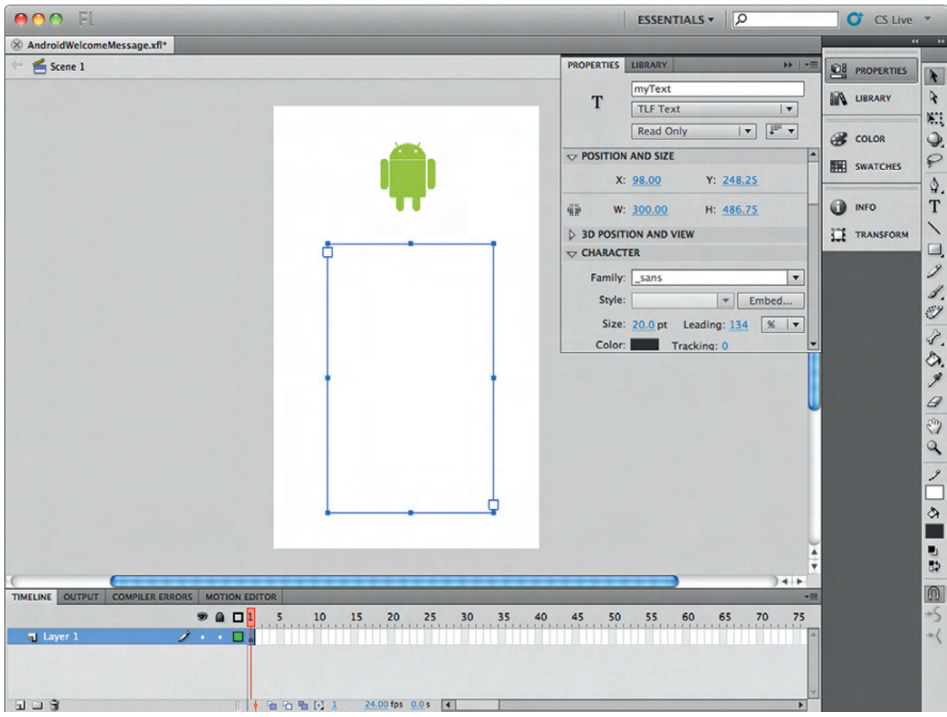 Fl
ESSENTIALS
CS Live
AndroidWelcomeMessage.xfl*
Scene 1
PROPERTIES LIBRARY
T
myText
TLF Text
Read Only
POSITION AND SIZE
X: 98.00 Y: 248.25
W: 300.00 H: 486.75
3D POSITION AND VIEW
CHARACTER
Family: _sans
Style: Embed...
Size: 20.0 pt Leading: 134 %
Color: Tracking: 0
PROPERTIES
LIBRARY
COLOR
SWATCHES
INFO
TRANSFORM
T
TIMELINE OUTPUT COMPILER ERRORS MOTION EDITOR
1 5 10 15 20 25 30 35 40 45 50 55 60 65 70 75
Layer 1
1 24.00 fps 0.0 s